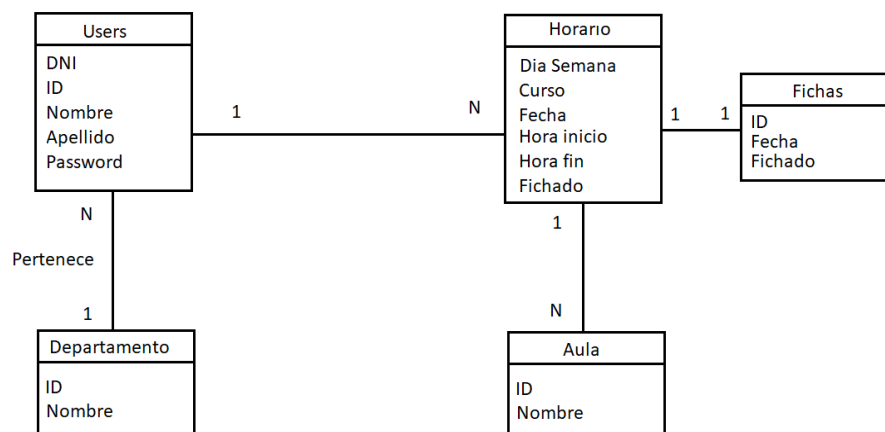 Users
DNI
ID
Nombre
Apellido
Password
1
N
Horario
Dia Semana
Curso
Fecha
Hora inicio
Hora fin
Fichado
1
1
Fichas
ID
Fecha
Fichado
N
Pertenece
1
1
N
Departamento
ID
Nombre
Aula
ID
Nombre